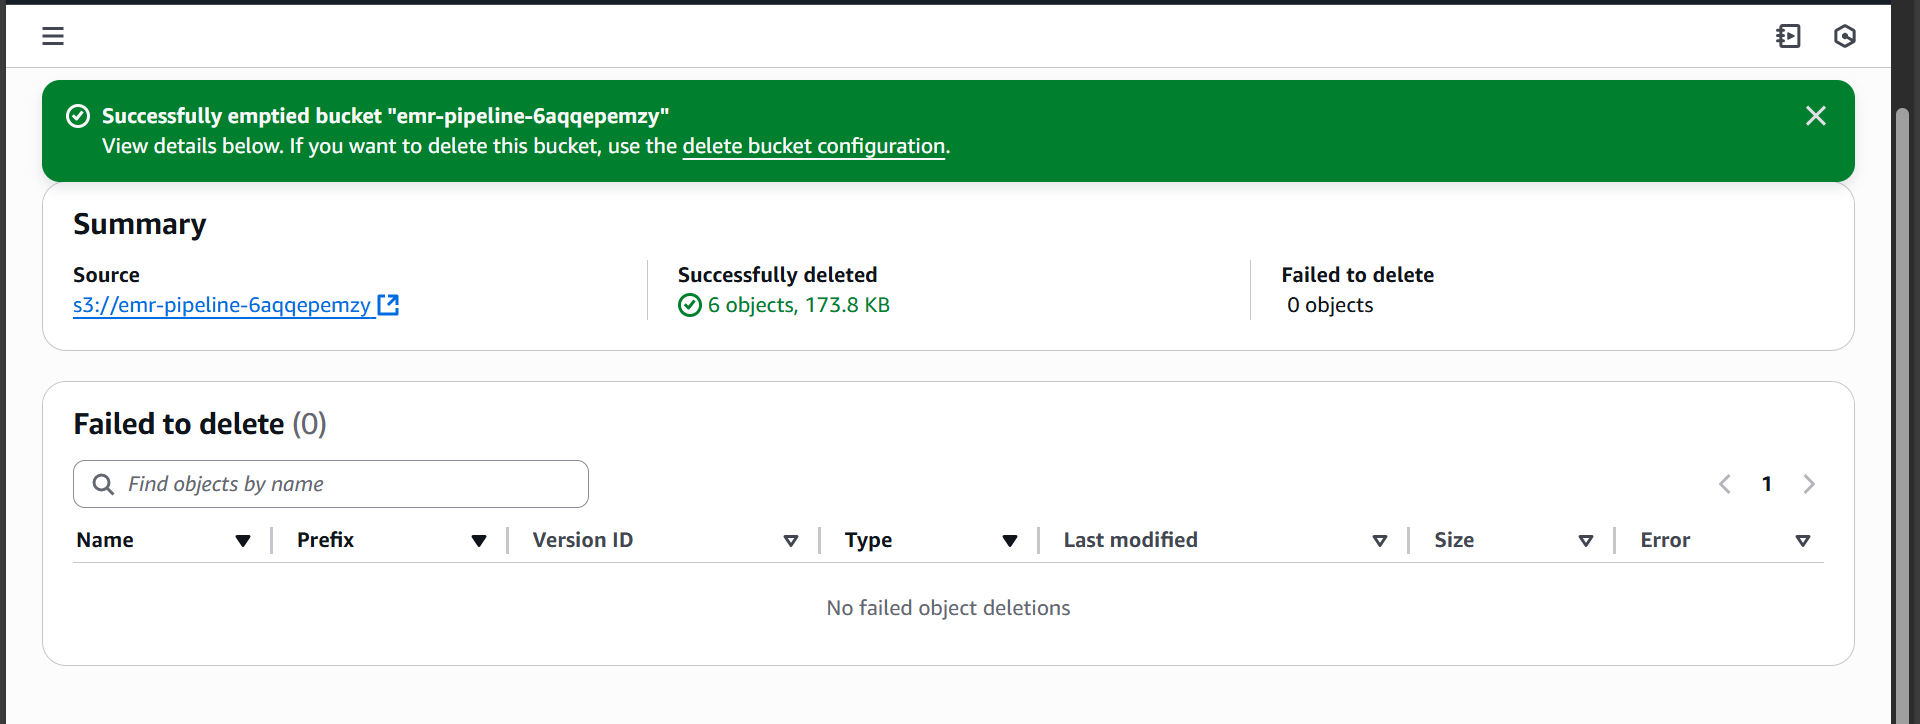 Successfully emptied bucket "emr-pipeline-6aqqepemzy"
View details below. If you want to delete this bucket, use the delete bucket configuration.
Summary
Source
s3://emr-pipeline-6aqqepemzy
Successfully deleted
6 objects, 173.8 KB
Failed to delete
0 objects
Failed to delete (0)
Find objects by name
1
Name Prefix Version ID Type Last modified Size Error
No failed object deletions